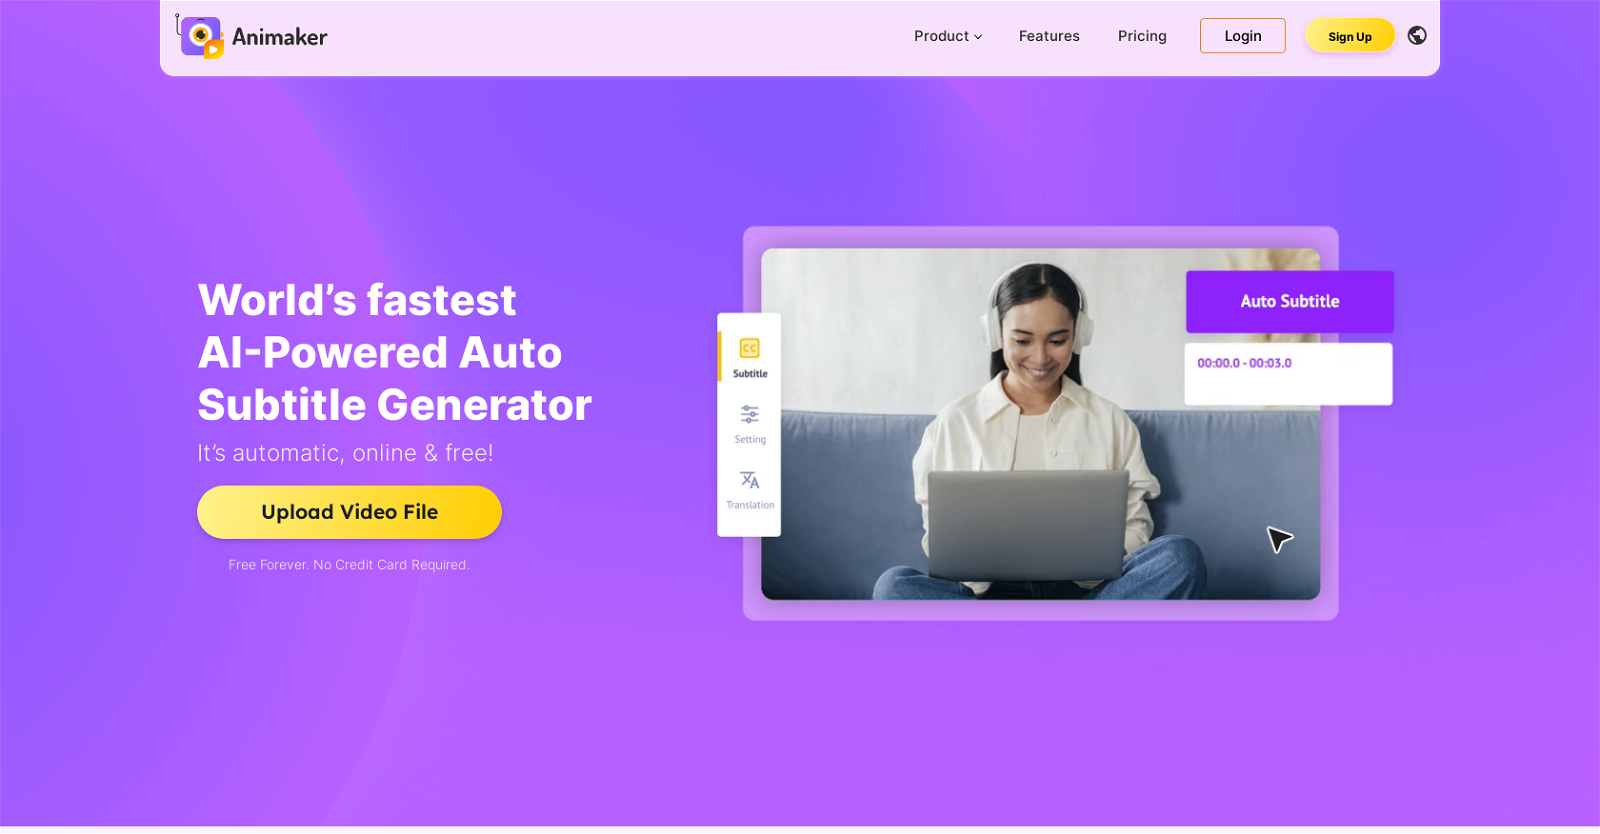 Animaker
Product
Features
Pricing
Login
Sign Up
World’s fastest
AI-Powered Auto
Subtitle Generator
It’s automatic, online & free!
Upload Video File
Free Forever. No Credit Card Required.
CC
Subtitle
Setting
Translation
Auto Subtitle
00:00.0 - 00:03.0